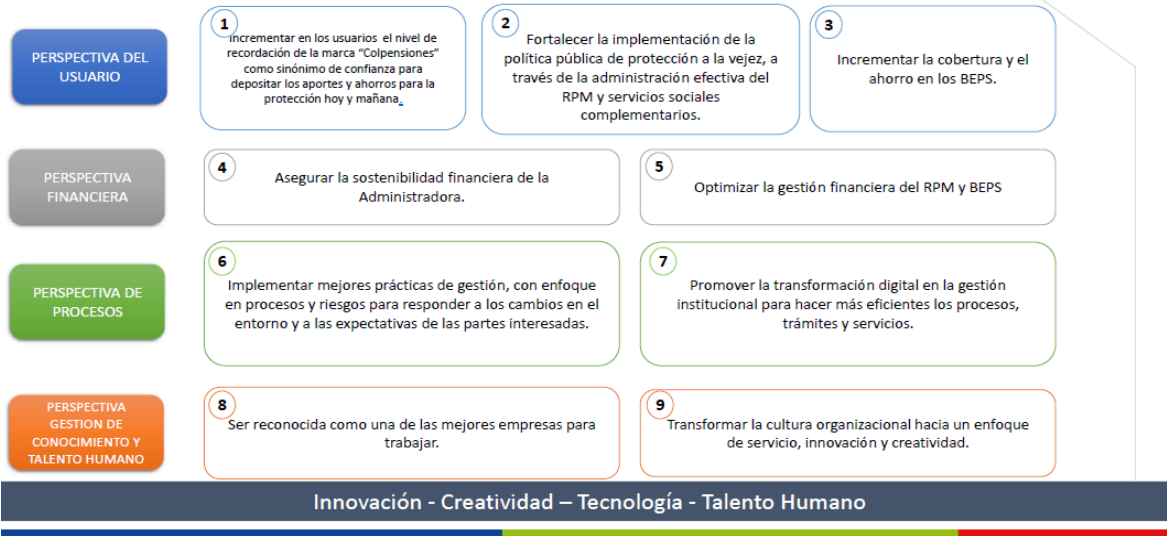 PERSPECTIVA DEL
USUARIO
1
Incrementar en los usuarios el nivel de
recordación de la marca “Colpensiones”
como sinónimo de confianza para
depositar los aportes y ahorros para la
protección hoy y mañana.
2
Fortalecer la implementación de la
política pública de protección a la vejez, a
través de la administración efectiva del
RPM y servicios sociales
complementarios.
3
Incrementar la cobertura y el
ahorro en los BEPS.
PERSPECTIVA
FINANCIERA
4
Asegurar la sostenibilidad financiera de la
Administradora.
5
Optimizar la gestión financiera del RPM y BEPS
PERSPECTIVA DE
PROCESOS
6
Implementar mejores prácticas de gestión, con enfoque
en procesos y riesgos para responder a los cambios en el
entorno y a las expectativas de las partes interesadas.
7
Promover la transformación digital en la gestión
institucional para hacer más eficientes los procesos,
trámites y servicios.
PERSPECTIVA
GESTION DE
CONOCIMIENTO Y
TALENTO HUMANO
8
Ser reconocida como una de las mejores empresas para
trabajar.
9
Transformar la cultura organizacional hacia un enfoque
de servicio, innovación y creatividad.
Innovación - Creatividad – Tecnología - Talento Humano